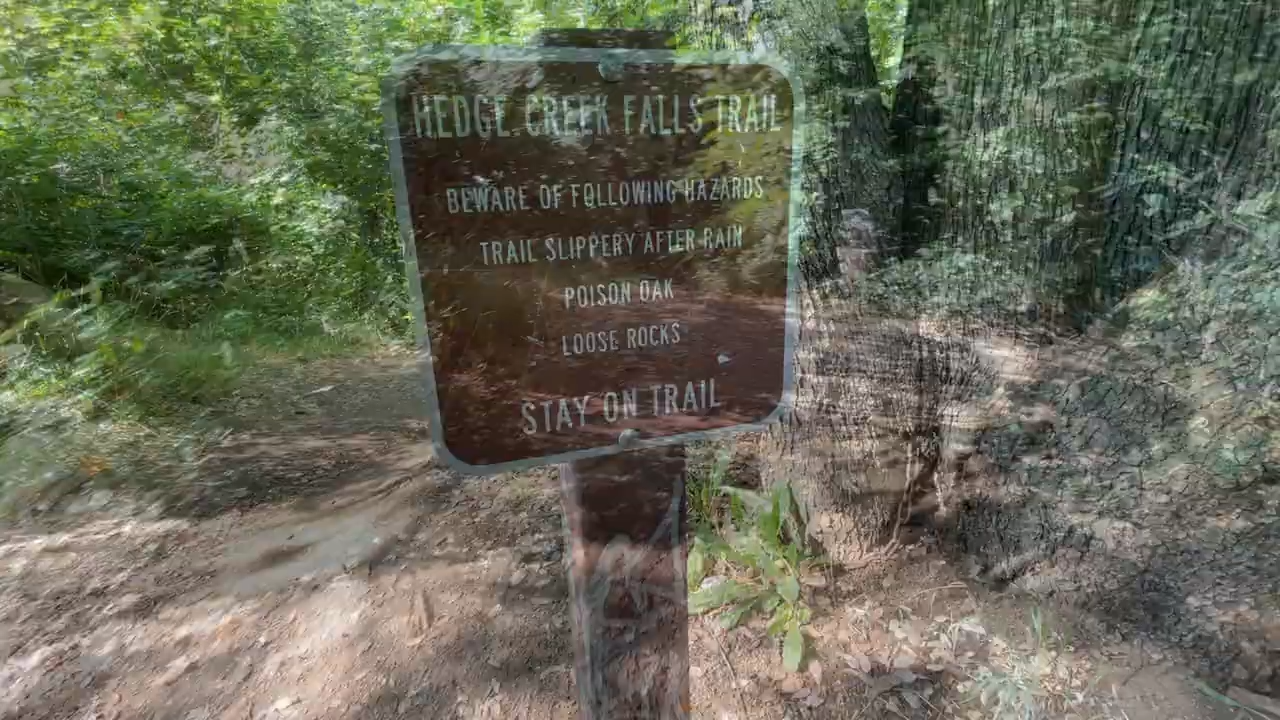 HEDGE CREEK FALLS TRAIL
BEWARE OF FOLLOWING HAZARDS
TRAIL SLIPPERY AFTER RAIN
POISON OAK
LOOSE ROCKS
STAY ON TRAIL